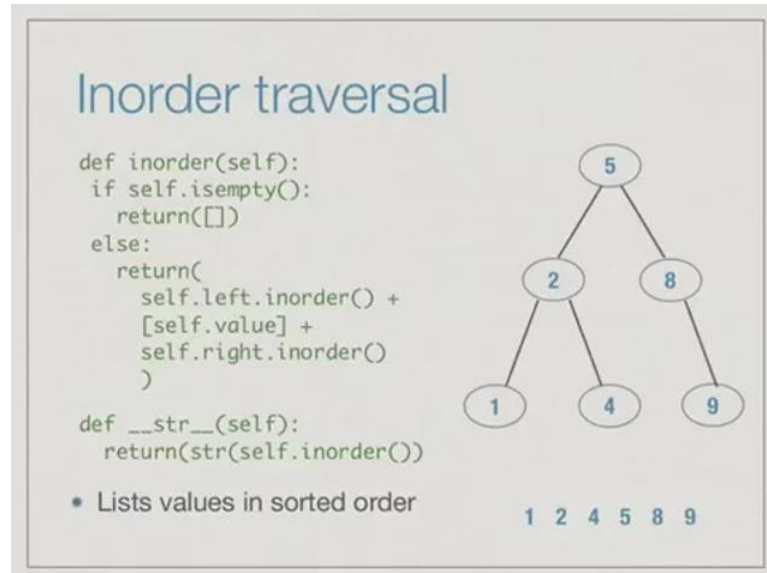 Inorder traversal
def inorder(self):
if self.isempty():
return([])
else:
return(
self.left.inorder() +
[self.value] +
self.right.inorder()
)
def __str__(self):
return(str(self.inorder())
• Lists values in sorted order
5
2 8
1 4 9
1 2 4 5 8 9